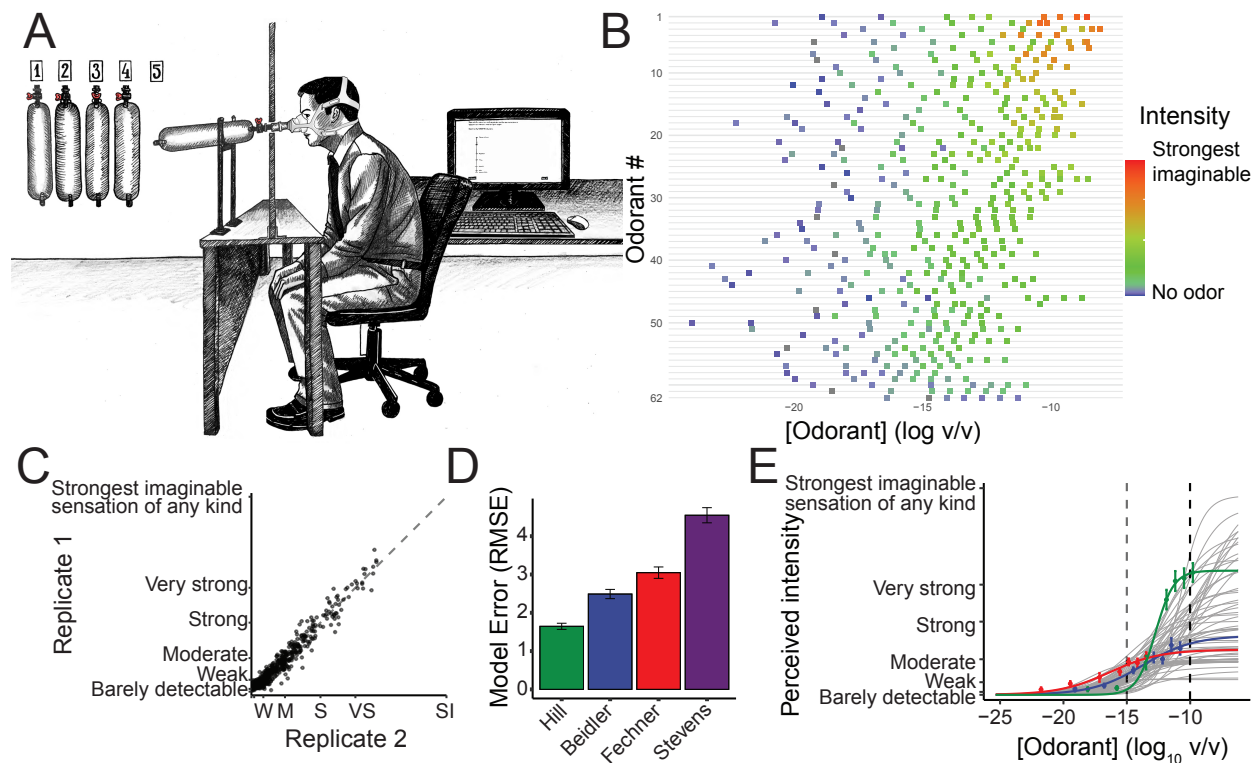 A
1 2 3 4 5
B
1
10
20
30
40
50
62
Odorant #
−20 −15 −10
[Odorant] (log v/v)
Intensity
Strongest
imaginable
No odor
C
Strongest imaginable
sensation of any kind
Very strong
Strong
Moderate
Weak
Barely detectable
Replicate 1
W M S VS SI
Replicate 2
D
Model Error (RMSE)
4
3
2
1
0
Hill
Beidler
Fechner
Stevens
E
Strongest imaginable
sensation of any kind
Very strong
Strong
Moderate
Weak
Barely detectable
Perceived intensity
−25 −20 −15 −10
[Odorant] (log10 v/v)